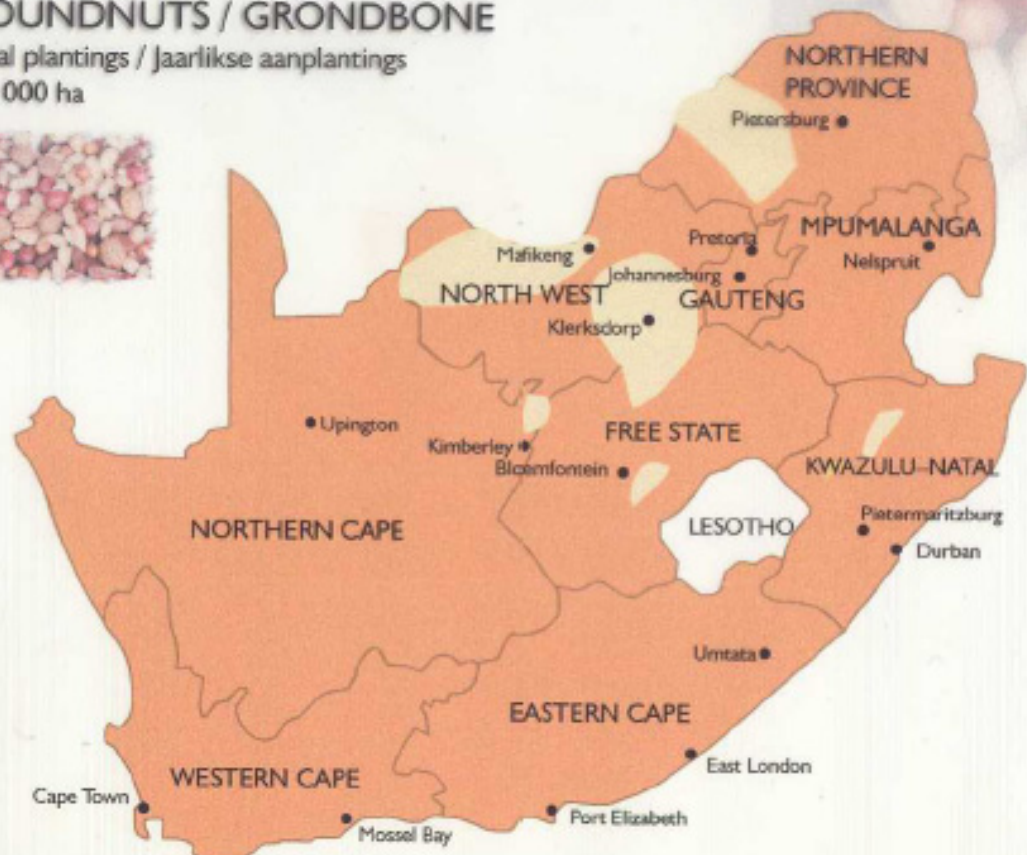 OUNDNUTS / GRONDBONE
al plantings / Jaarlikse aanplantings
000 ha
NORTHERN
PROVINCE
Pietersburg
MPUMALANGA
Pretoria
Mafikeng
Nelspruit
Johannesburg
NORTH WEST
GAUTENG
Klerksdorp
Upington
FREE STATE
Kimberley
Bloemfontein
KWAZULU-NATAL
NORTHERN CAPE
LESOTHO
Pietermaritzburg
Durban
Umtata
EASTERN CAPE
East London
WESTERN CAPE
Cape Town
Port Elizabeth
Mossel Bay